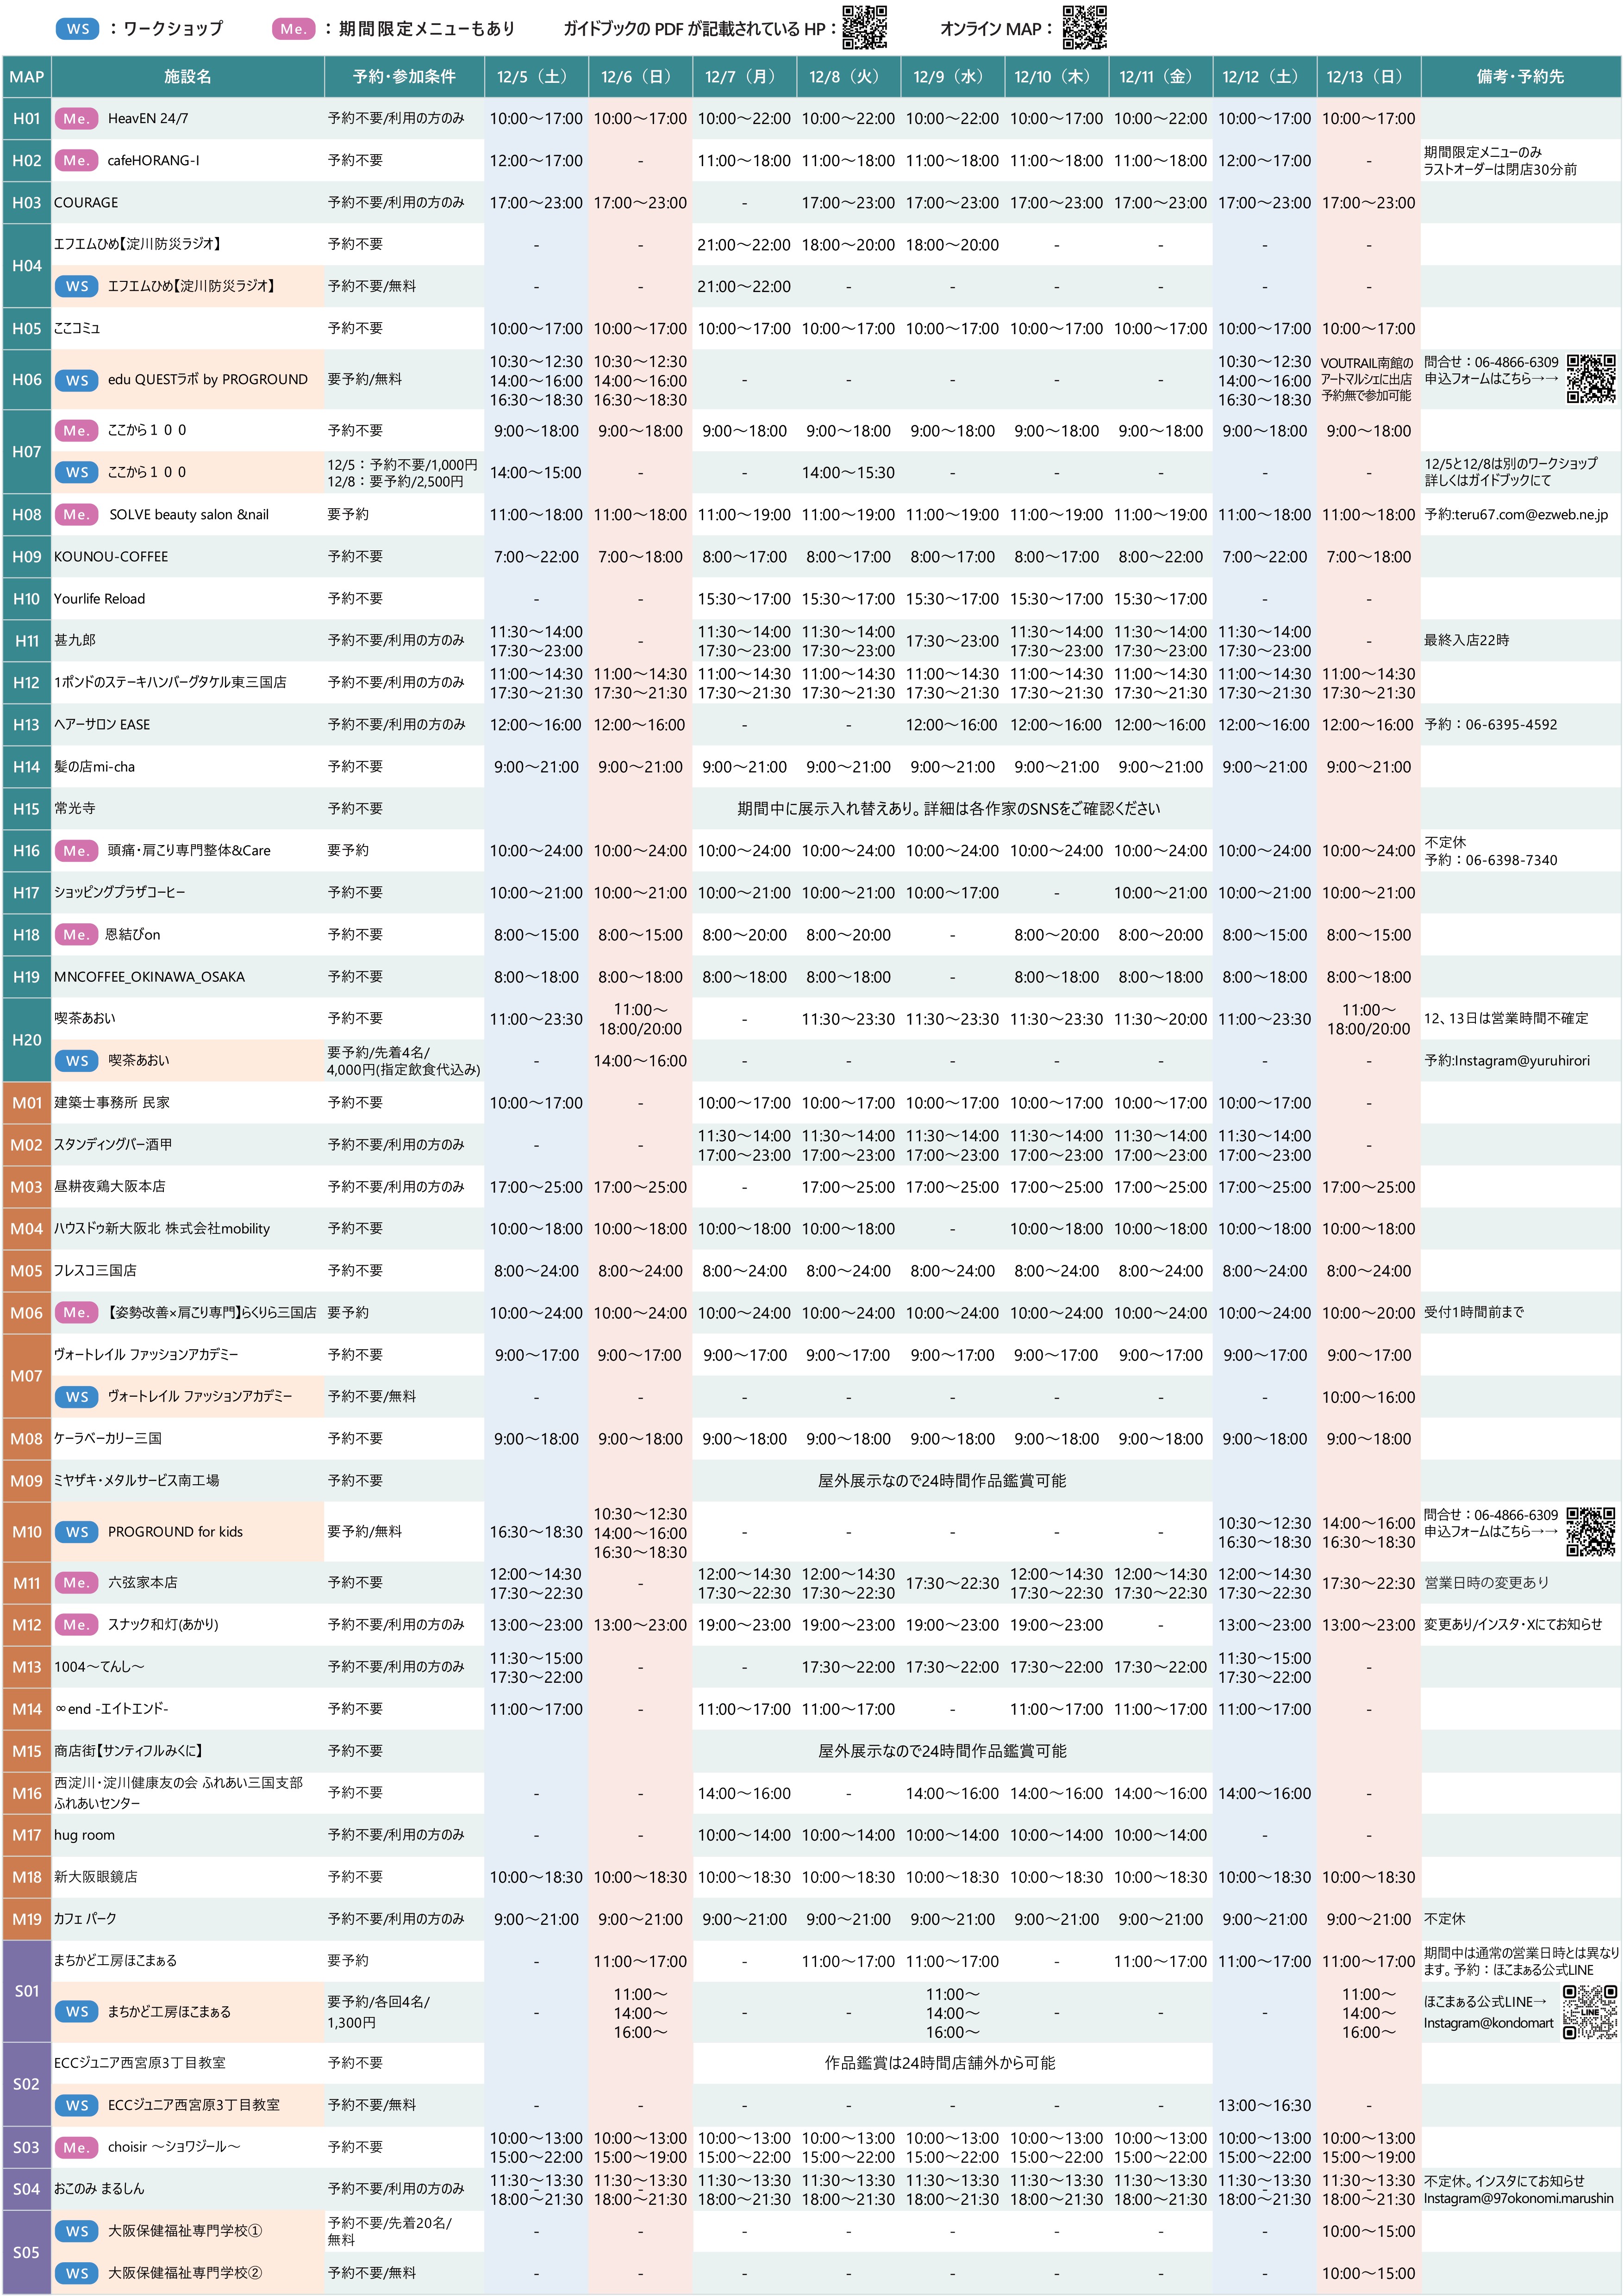 WS ：ワークショップ Me. ：期間限定メニューもあり ガイドブックの PDF が記載されている HP： オンライン MAP：
MAP 施設名 予約・参加条件 12/5（土） 12/6（日） 12/7（月） 12/8（火） 12/9（水） 12/10（木） 12/11（金） 12/12（土） 12/13（日） 備考・予約先
H01 Me. HeavEN 24/7 予約不要/利用の方のみ 10:00～17:00 10:00～17:00 10:00～22:00 10:00～22:00 10:00～22:00 10:00～17:00 10:00～22:00 10:00～17:00 10:00～17:00
H02 Me. cafeHORANG-I 予約不要 12:00～17:00 - 11:00～18:00 11:00～18:00 11:00～18:00 11:00～18:00 11:00～18:00 12:00～17:00 - 期間限定メニューのみ
ラストオーダーは閉店30分前
H03 COURAGE 予約不要/利用の方のみ 17:00～23:00 17:00～23:00 - 17:00～23:00 17:00～23:00 17:00～23:00 17:00～23:00 17:00～23:00 17:00～23:00
H04 エフエムひめ【淀川防災ラジオ】 予約不要 - - 21:00～22:00 18:00～20:00 18:00～20:00 - - - -
WS エフエムひめ【淀川防災ラジオ】 予約不要/無料 - - 21:00～22:00 - - - - - -
H05 ここコミュ 予約不要 10:00～17:00 10:00～17:00 10:00～17:00 10:00～17:00 10:00～17:00 10:00～17:00 10:00～17:00 10:00～17:00 10:00～17:00
H06 WS edu QUESTラボ by PROGROUND 要予約/無料 - - - - -
10:30～12:30 10:30～12:30 10:30～12:30 VOUTRAIL南館の 問合せ：06-4866-6309
14:00～16:00 14:00～16:00 14:00～16:00 アートマルシェに出店 申込フォームはこちら→→
16:30～18:30 16:30～18:30 16:30～18:30 予約無で参加可能
H07 Me. ここから１００ 予約不要 9:00～18:00 9:00～18:00 9:00～18:00 9:00～18:00 9:00～18:00 9:00～18:00 9:00～18:00 9:00～18:00 9:00～18:00
WS ここから１００ 12/5：予約不要/1,000円 14:00～15:00 - - 14:00～15:30 - - - - - 12/5と12/8は別のワークショップ
12/8：要予約/2,500円 詳しくはガイドブックにて
H08 Me. SOLVE beauty salon &nail 要予約 11:00～18:00 11:00～18:00 11:00～19:00 11:00～19:00 11:00～19:00 11:00～19:00 11:00～19:00 11:00～18:00 11:00～18:00 予約:teru67.com@ezweb.ne.jp
H09 KOUNOU-COFFEE 予約不要 7:00～22:00 7:00～18:00 8:00～17:00 8:00～17:00 8:00～17:00 8:00～17:00 8:00～22:00 7:00～22:00 7:00～18:00
H10 Yourlife Reload 予約不要 - - 15:30～17:00 15:30～17:00 15:30～17:00 15:30～17:00 15:30～17:00 - -
H11 甚九郎 予約不要/利用の方のみ 11:30～14:00 - 11:30～14:00 11:30～14:00 17:30～23:00 11:30～14:00 11:30～14:00 11:30～14:00 - 最終入店22時
17:30～23:00 17:30～23:00 17:30～23:00 17:30～23:00 17:30～23:00 17:30～23:00
H12 1ポンドのステーキハンバーグタケル東三国店 予約不要/利用の方のみ 11:00～14:30 11:00～14:30 11:00～14:30 11:00～14:30 11:00～14:30 11:00～14:30 11:00～14:30 11:00～14:30 11:00～14:30
17:30～21:30 17:30～21:30 17:30～21:30 17:30～21:30 17:30～21:30 17:30～21:30 17:30～21:30 17:30～21:30 17:30～21:30
H13 ヘアーサロン EASE 予約不要/利用の方のみ 12:00～16:00 12:00～16:00 - - 12:00～16:00 12:00～16:00 12:00～16:00 12:00～16:00 12:00～16:00 予約：06-6395-4592
H14 髪の店mi-cha 予約不要 9:00～21:00 9:00～21:00 9:00～21:00 9:00～21:00 9:00～21:00 9:00～21:00 9:00～21:00 9:00～21:00 9:00～21:00
H15 常光寺 予約不要 期間中に展示入れ替えあり。詳細は各作家のSNSをご確認ください
H16 Me. 頭痛・肩こり専門整体&Care 要予約 10:00～24:00 10:00～24:00 10:00～24:00 10:00～24:00 10:00～24:00 10:00～24:00 10:00～24:00 10:00～24:00 10:00～24:00 不定休
予約：06-6398-7340
H17 ショッピングプラザコーヒー 予約不要 10:00～21:00 10:00～21:00 10:00～21:00 10:00～21:00 10:00～17:00 - 10:00～21:00 10:00～21:00 10:00～21:00
H18 Me. 恩結びon 予約不要 8:00～15:00 8:00～15:00 8:00～20:00 8:00～20:00 - 8:00～20:00 8:00～20:00 8:00～15:00 8:00～15:00
H19 MNCOFFEE_OKINAWA_OSAKA 予約不要 8:00～18:00 8:00～18:00 8:00～18:00 8:00～18:00 - 8:00～18:00 8:00～18:00 8:00～18:00 8:00～18:00
H20 喫茶あおい 予約不要 11:00～23:30 11:00～ - 11:30～23:30 11:30～23:30 11:30～23:30 11:30～20:00 11:00～23:30 11:00～ 12、13日は営業時間不確定
18:00/20:00 18:00/20:00
WS 喫茶あおい 要予約/先着4名/ - 14:00～16:00 - - - - - - - 予約:Instagram@yuruhirori
4,000円(指定飲食代込み)
M01 建築士事務所 民家 予約不要 10:00～17:00 - 10:00～17:00 10:00～17:00 10:00～17:00 10:00～17:00 10:00～17:00 10:00～17:00 -
M02 スタンディングバー酒甲 予約不要/利用の方のみ - - 11:30～14:00 11:30～14:00 11:30～14:00 11:30～14:00 11:30～14:00 11:30～14:00 -
17:00～23:00 17:00～23:00 17:00～23:00 17:00～23:00 17:00～23:00 17:00～23:00
M03 昼耕夜鶏大阪本店 予約不要/利用の方のみ 17:00～25:00 17:00～25:00 - 17:00～25:00 17:00～25:00 17:00～25:00 17:00～25:00 17:00～25:00 17:00～25:00
M04 ハウスドゥ新大阪北 株式会社mobility 予約不要 10:00～18:00 10:00～18:00 10:00～18:00 10:00～18:00 - 10:00～18:00 10:00～18:00 10:00～18:00 10:00～18:00
M05 フレスコ三国店 予約不要 8:00～24:00 8:00～24:00 8:00～24:00 8:00～24:00 8:00～24:00 8:00～24:00 8:00～24:00 8:00～24:00 8:00～24:00
M06 Me. 【姿勢改善×肩こり専門】らくりら三国店 要予約 10:00～24:00 10:00～24:00 10:00～24:00 10:00～24:00 10:00～24:00 10:00～24:00 10:00～24:00 10:00～24:00 10:00～20:00 受付1時間前まで
M07 ヴォートレイル ファッションアカデミー 予約不要 9:00～17:00 9:00～17:00 9:00～17:00 9:00～17:00 9:00～17:00 9:00～17:00 9:00～17:00 9:00～17:00 9:00～17:00
WS ヴォートレイル ファッションアカデミー 予約不要/無料 - - - - - - - - 10:00～16:00
M08 ケーラベーカリー三国 予約不要 9:00～18:00 9:00～18:00 9:00～18:00 9:00～18:00 9:00～18:00 9:00～18:00 9:00～18:00 9:00～18:00 9:00～18:00
M09 ミヤザキ・メタルサービス南工場 予約不要 屋外展示なので24時間作品鑑賞可能
M10 WS PROGROUND for kids 要予約/無料 16:30～18:30 10:30～12:30 - - - - - 10:30～12:30 14:00～16:00 問合せ：06-4866-6309
14:00～16:00 16:30～18:30 16:30～18:30 申込フォームはこちら→→
16:30～18:30
M11 Me. 六弦家本店 予約不要 12:00～14:30 - 12:00～14:30 12:00～14:30 17:30～22:30 12:00～14:30 12:00～14:30 12:00～14:30 17:30～22:30 営業日時の変更あり
17:30～22:30 17:30～22:30 17:30～22:30 17:30～22:30 17:30～22:30 17:30～22:30
M12 Me. スナック和灯(あかり) 予約不要/利用の方のみ 13:00～23:00 13:00～23:00 19:00～23:00 19:00～23:00 19:00～23:00 19:00～23:00 - 13:00～23:00 13:00～23:00 変更あり/インスタ・Xにてお知らせ
M13 1004～てんし～ 予約不要/利用の方のみ 11:30～15:00 - - 17:30～22:00 17:30～22:00 17:30～22:00 17:30～22:00 11:30～15:00 -
17:30～22:00 17:30～22:00
M14 ∞end -エイトエンド- 予約不要 11:00～17:00 - 11:00～17:00 11:00～17:00 - 11:00～17:00 11:00～17:00 11:00～17:00 -
M15 商店街【サンティフルみくに】 予約不要 屋外展示なので24時間作品鑑賞可能
M16 西淀川・淀川健康友の会 ふれあい三国支部 予約不要 - - 14:00～16:00 - 14:00～16:00 14:00～16:00 14:00～16:00 14:00～16:00 -
ふれあいセンター
M17 hug room 予約不要/利用の方のみ - - 10:00～14:00 10:00～14:00 10:00～14:00 10:00～14:00 10:00～14:00 - -
M18 新大阪眼鏡店 予約不要 10:00～18:30 10:00～18:30 10:00～18:30 10:00～18:30 10:00～18:30 10:00～18:30 10:00～18:30 10:00～18:30 10:00～18:30
M19 カフェ パーク 予約不要/利用の方のみ 9:00～21:00 9:00～21:00 9:00～21:00 9:00～21:00 9:00～21:00 9:00～21:00 9:00～21:00 9:00～21:00 9:00～21:00 不定休
S01 まちかど工房ほこまぁる 要予約 - 11:00～17:00 - 11:00～17:00 11:00～17:00 - 11:00～17:00 11:00～17:00 11:00～17:00 期間中は通常の営業日時とは異なり
ます。予約：ほこまぁる公式LINE
WS まちかど工房ほこまぁる 要予約/各回4名/ - 11:00～ - - 11:00～ - - - 11:00～ ほこまぁる公式LINE→ LINE
1,300円 14:00～ 14:00～ 14:00～ Instagram@kondomart
16:00～ 16:00～ 16:00～
S02 ECCジュニア西宮原3丁目教室 予約不要 作品鑑賞は24時間店舗外から可能
WS ECCジュニア西宮原3丁目教室 予約不要/無料 - - - - - - - 13:00～16:30 -
S03 Me. choisir ～ショワジール～ 予約不要 10:00～13:00 10:00～13:00 10:00～13:00 10:00～13:00 10:00～13:00 10:00～13:00 10:00～13:00 10:00～13:00 10:00～13:00
15:00～22:00 15:00～19:00 15:00～22:00 15:00～22:00 15:00～22:00 15:00～22:00 15:00～22:00 15:00～22:00 15:00～19:00
S04 おこのみ まるしん 予約不要/利用の方のみ 11:30～13:30 11:30～13:30 11:30～13:30 11:30～13:30 11:30～13:30 11:30～13:30 11:30～13:30 11:30～13:30 11:30～13:30 不定休。インスタにてお知らせ
18:00～21:30 18:00～21:30 18:00～21:30 18:00～21:30 18:00～21:30 18:00～21:30 18:00～21:30 18:00～21:30 18:00～21:30 Instagram@97okonomi.marushin
S05 WS 大阪保健福祉専門学校① 予約不要/先着20名/ - - - - - - - - 10:00～15:00
無料
WS 大阪保健福祉専門学校② 予約不要/無料 - - - - - - - - 10:00～15:00